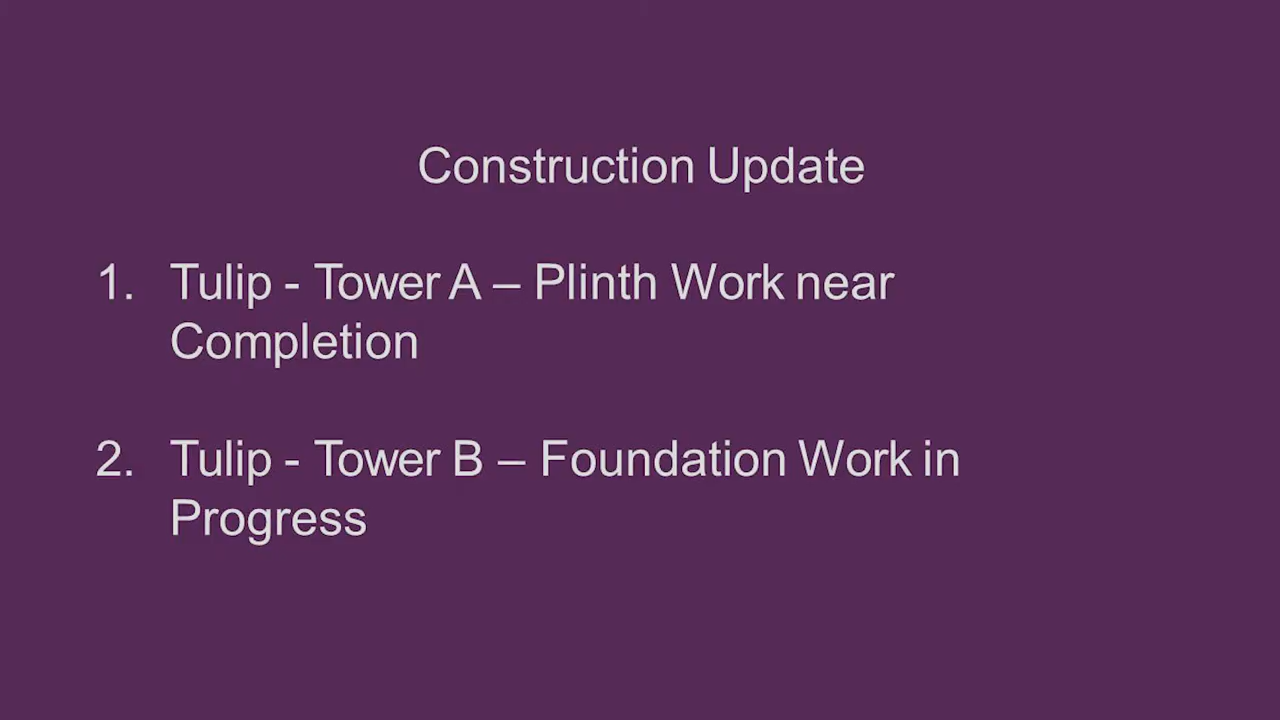 Construction Update
1. Tulip - Tower A – Plinth Work near
Completion
2. Tulip - Tower B – Foundation Work in
Progress